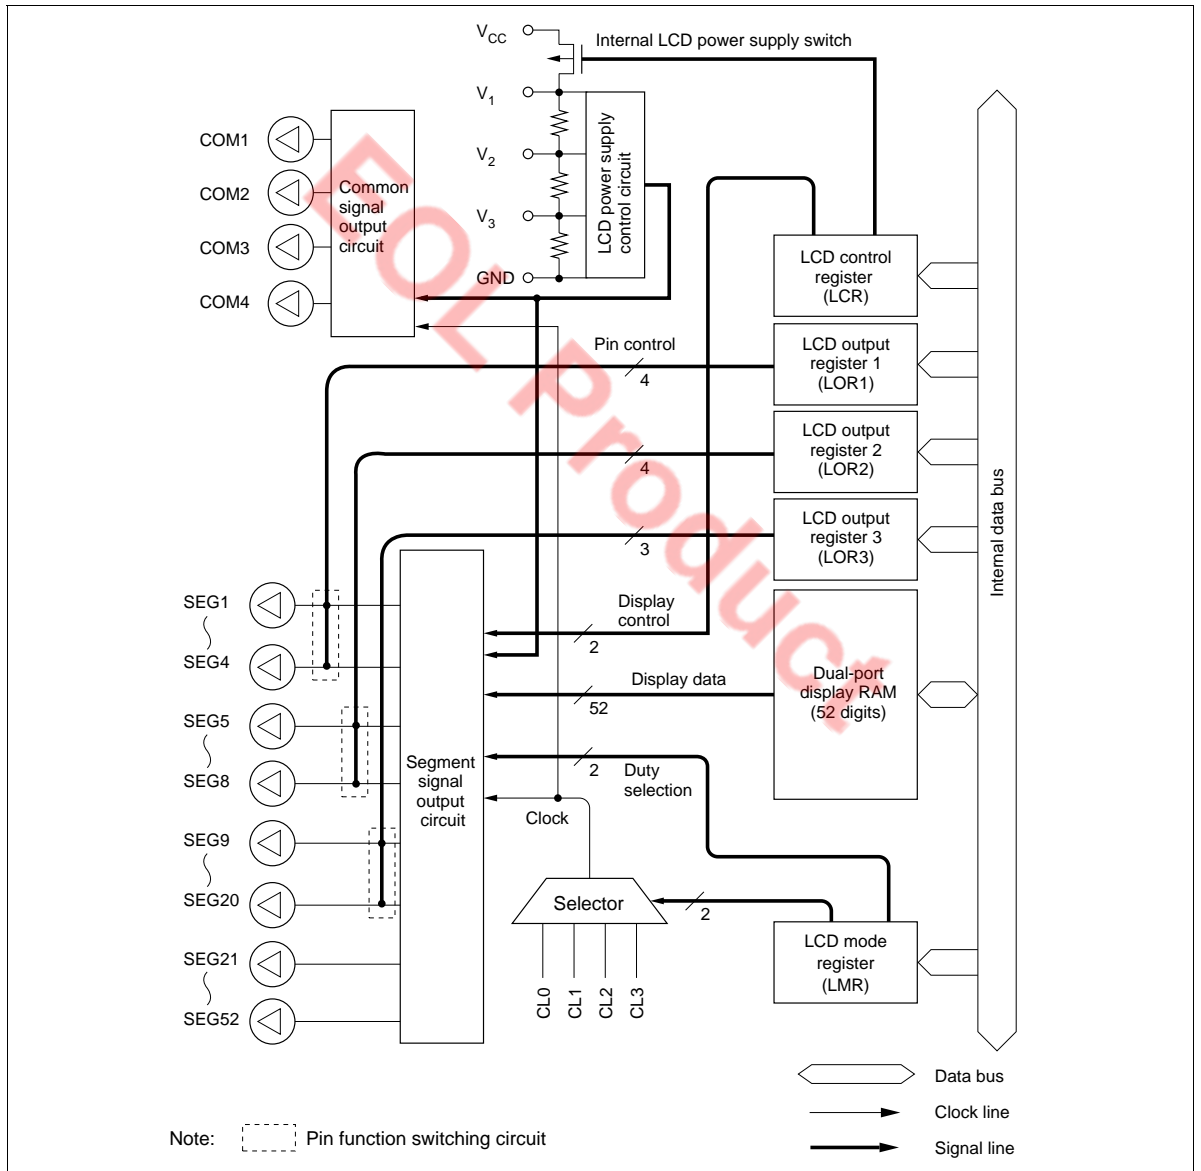 VCC
Internal LCD power supply switch
V1
V2
V3
GND
LCD power supply
control circuit
COM1
COM2
COM3
COM4
Common
signal
output
circuit
LCD control
register
(LCR)
Pin control
4
LCD output
register 1
(LOR1)
4
LCD output
register 2
(LOR2)
3
LCD output
register 3
(LOR3)
Internal data bus
SEG1
SEG4
SEG5
SEG8
SEG9
SEG20
SEG21
SEG52
Segment
signal
output
circuit
Display
control
2
Display data
52
Dual-port
display RAM
(52 digits)
2
Duty
selection
Clock
Selector
2
CL0
CL1
CL2
CL3
LCD mode
register
(LMR)
Data bus
Clock line
Signal line
Note:
Pin function switching circuit
EOL Product